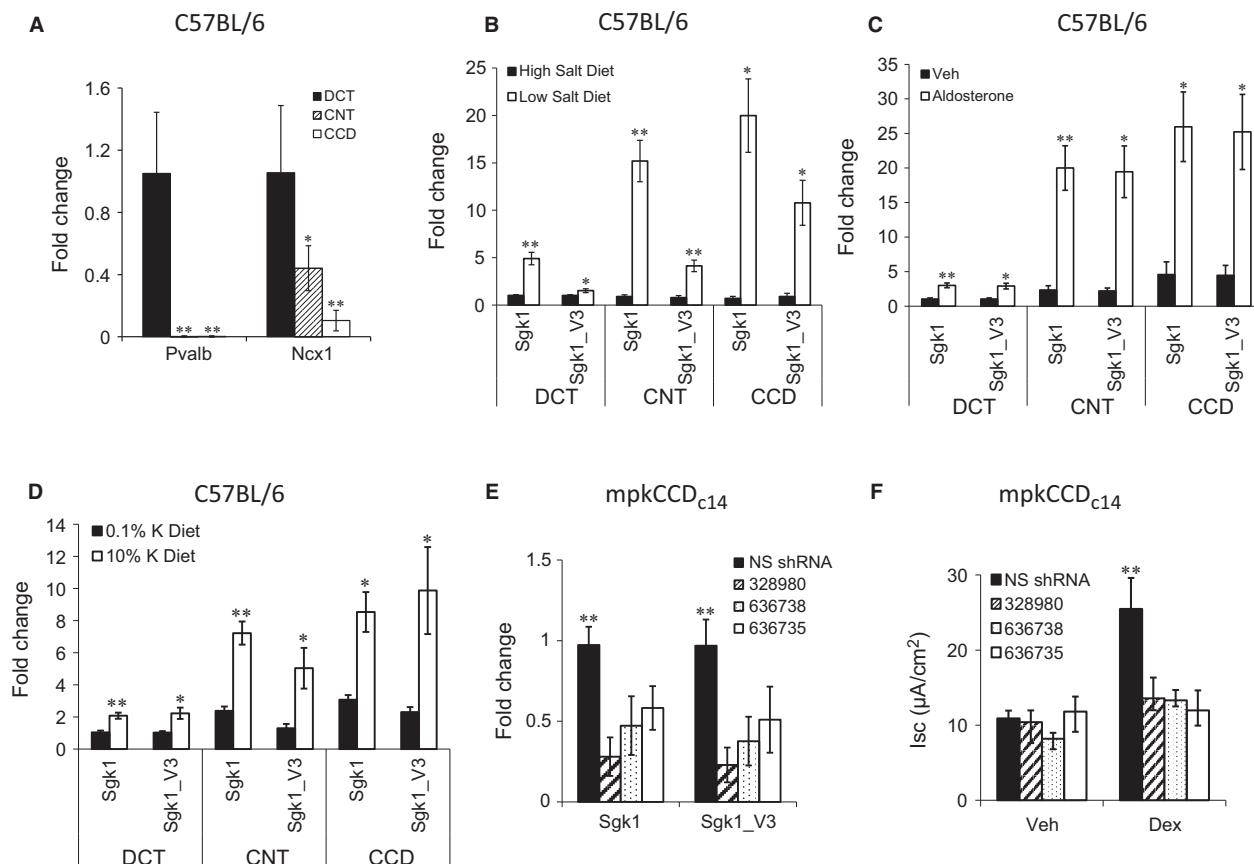 A
C57BL/6
Fold change
1.6
1.2
0.8
0.4
0
DCT
CNT
CCD
*
**
** **
Pvalb
Ncx1
B
C57BL/6
Fold change
25
20
15
10
5
0
High Salt Diet
Low Salt Diet
*
**
*
**
**
*
Sgk1
Sgk1_V3
Sgk1
Sgk1_V3
Sgk1
Sgk1_V3
DCT
CNT
CCD
C
C57BL/6
Fold change
35
30
25
20
15
10
5
0
Veh
Aldosterone
* *
** *
** *
Sgk1
Sgk1_V3
Sgk1
Sgk1_V3
Sgk1
Sgk1_V3
DCT
CNT
CCD
D
C57BL/6
Fold change
14
12
10
8
6
4
2
0
0.1% K Diet
10% K Diet
*
*
**
*
** *
Sgk1
Sgk1_V3
Sgk1
Sgk1_V3
Sgk1
Sgk1_V3
DCT
CNT
CCD
E
mpkCCDc14
Fold change
1.5
1
0.5
0
NS shRNA
328980
636738
636735
** **
Sgk1
Sgk1_V3
F
mpkCCDc14
Isc (µA/cm²)
30
20
10
0
NS shRNA
328980
636738
636735
**
Veh
Dex